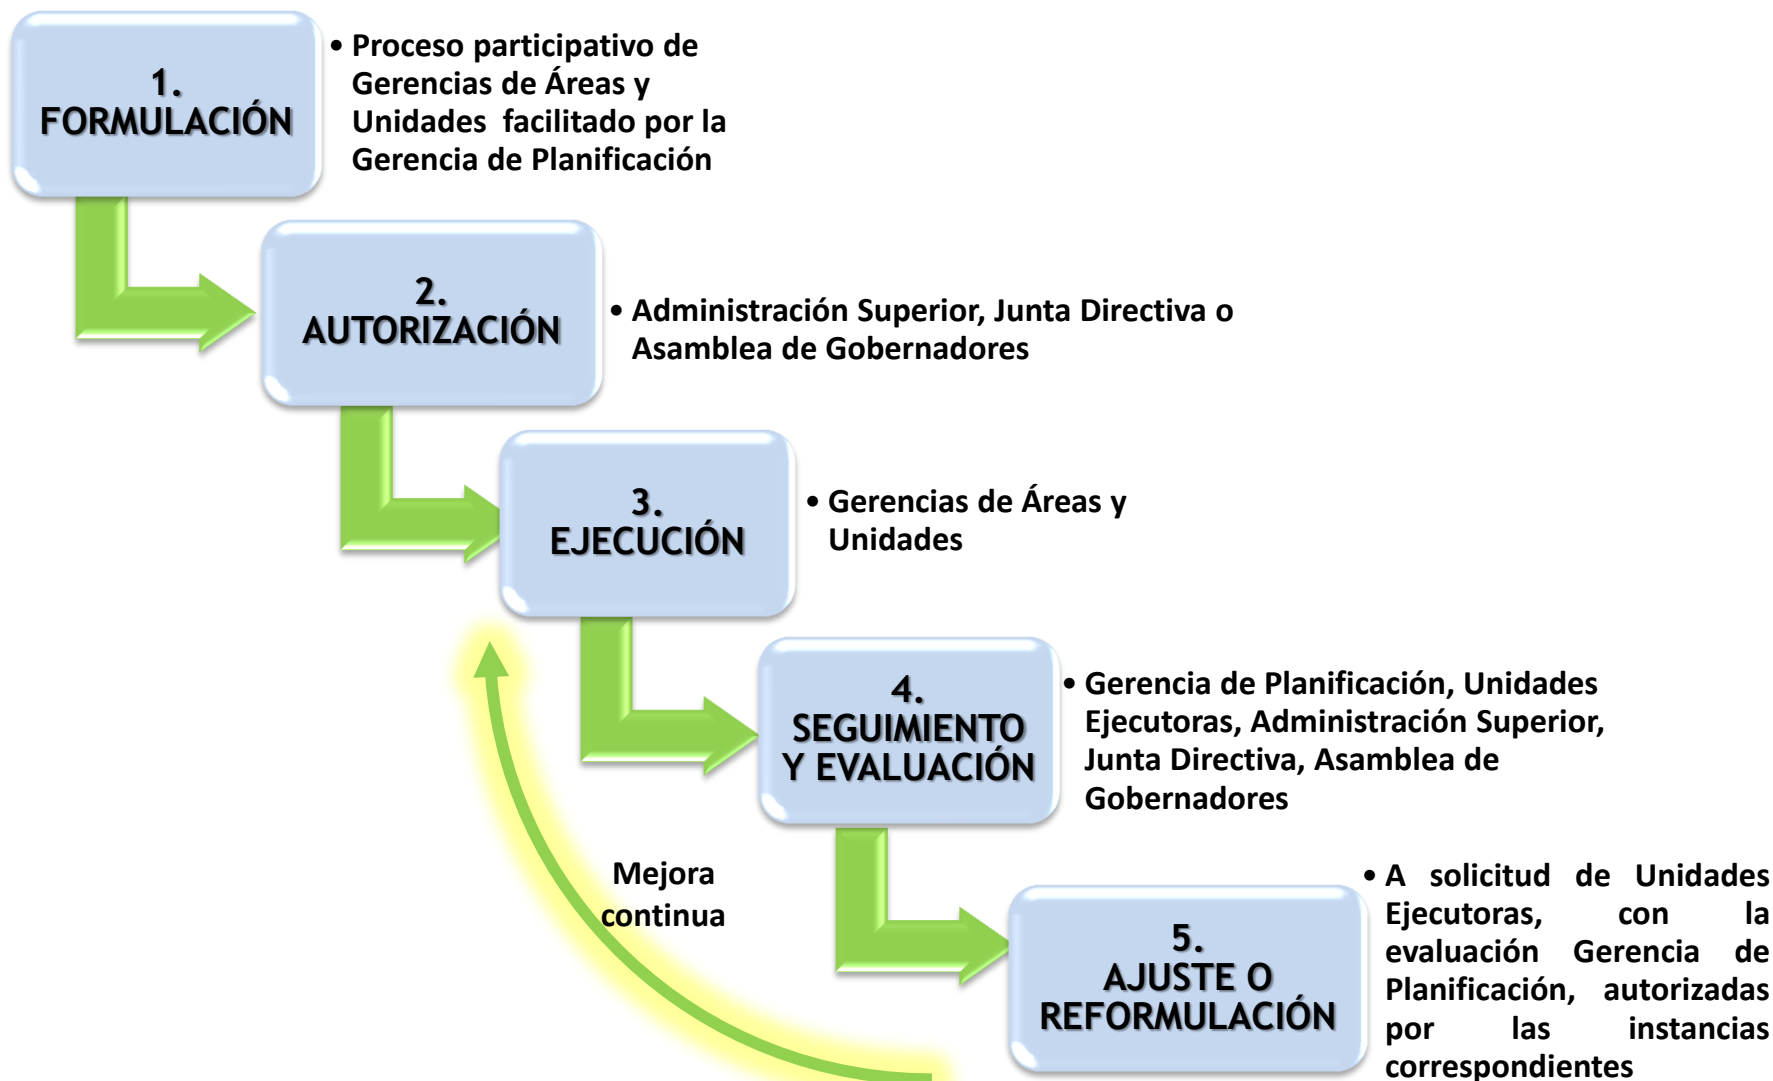 1.
FORMULACIÓN
• Proceso participativo de
Gerencias de Áreas y
Unidades facilitado por la
Gerencia de Planificación
2.
AUTORIZACIÓN
• Administración Superior, Junta Directiva o
Asamblea de Gobernadores
3.
EJECUCIÓN
• Gerencias de Áreas y
Unidades
4.
SEGUIMIENTO
Y EVALUACIÓN
• Gerencia de Planificación, Unidades
Ejecutoras, Administración Superior,
Junta Directiva, Asamblea de
Gobernadores
Mejora
continua
5.
AJUSTE O
REFORMULACIÓN
• A solicitud de Unidades
Ejecutoras, con la
evaluación Gerencia de
Planificación, autorizadas
por las instancias
correspondientes